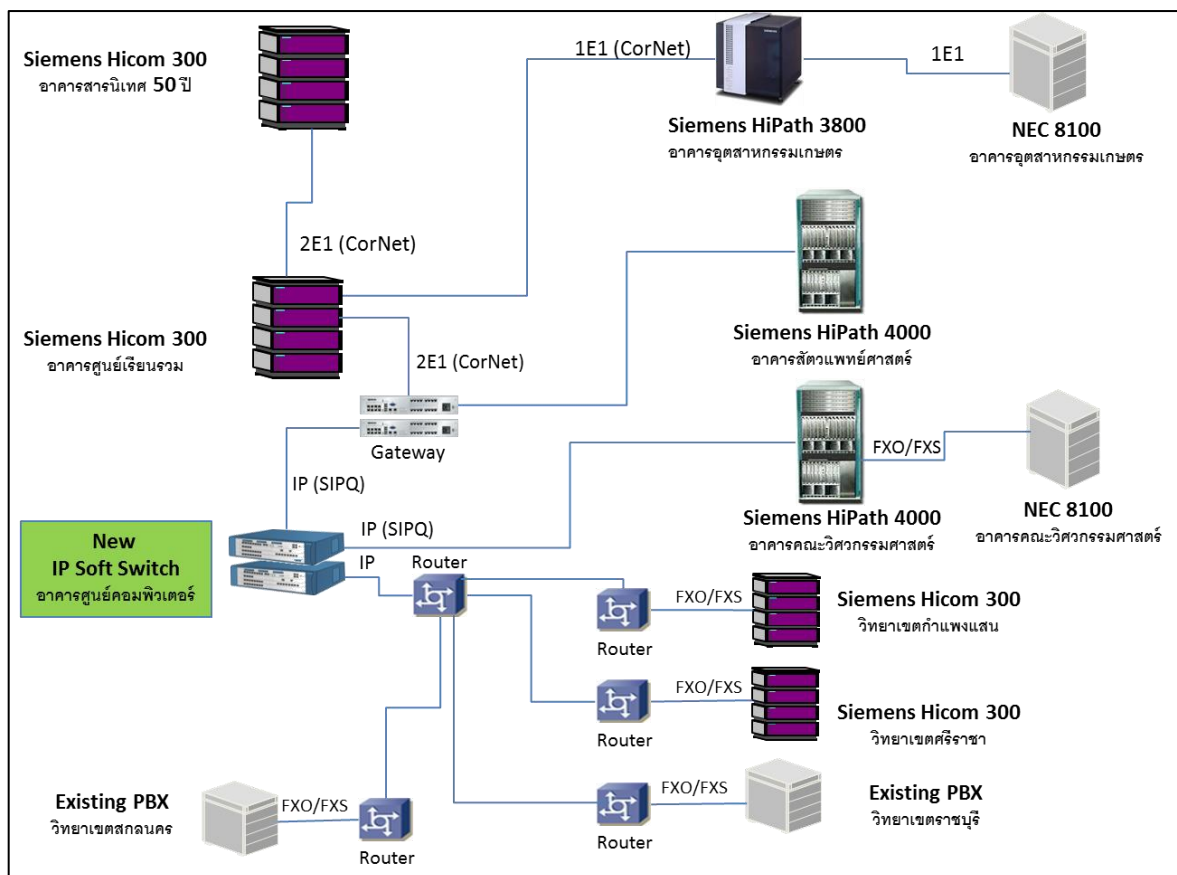 Siemens Hicom 300
อาคารสารนิเทศ 50 ปี
1E1 (CorNet)
1E1
Siemens HiPath 3800
อาคารอุตสาหกรรมเกษตร
NEC 8100
อาคารอุตสาหกรรมเกษตร
2E1 (CorNet)
Siemens Hicom 300
อาคารศูนย์เรียนรวม
Siemens HiPath 4000
อาคารสัตวแพทย์ศาสตร์
2E1 (CorNet)
Gateway
FXO/FXS
IP (SIPQ)
Siemens HiPath 4000
อาคารคณะวิศวกรรมศาสตร์
NEC 8100
อาคารคณะวิศวกรรมศาสตร์
New
IP Soft Switch
อาคารศูนย์คอมพิวเตอร์
IP (SIPQ)
IP
Router
Router
FXO/FXS
Siemens Hicom 300
วิทยาเขตกำแพงแสน
Router
FXO/FXS
Siemens Hicom 300
วิทยาเขตศรีราชา
Existing PBX
วิทยาเขตสกลนคร
FXO/FXS
Router
Router
FXO/FXS
Existing PBX
วิทยาเขตราชบุรี